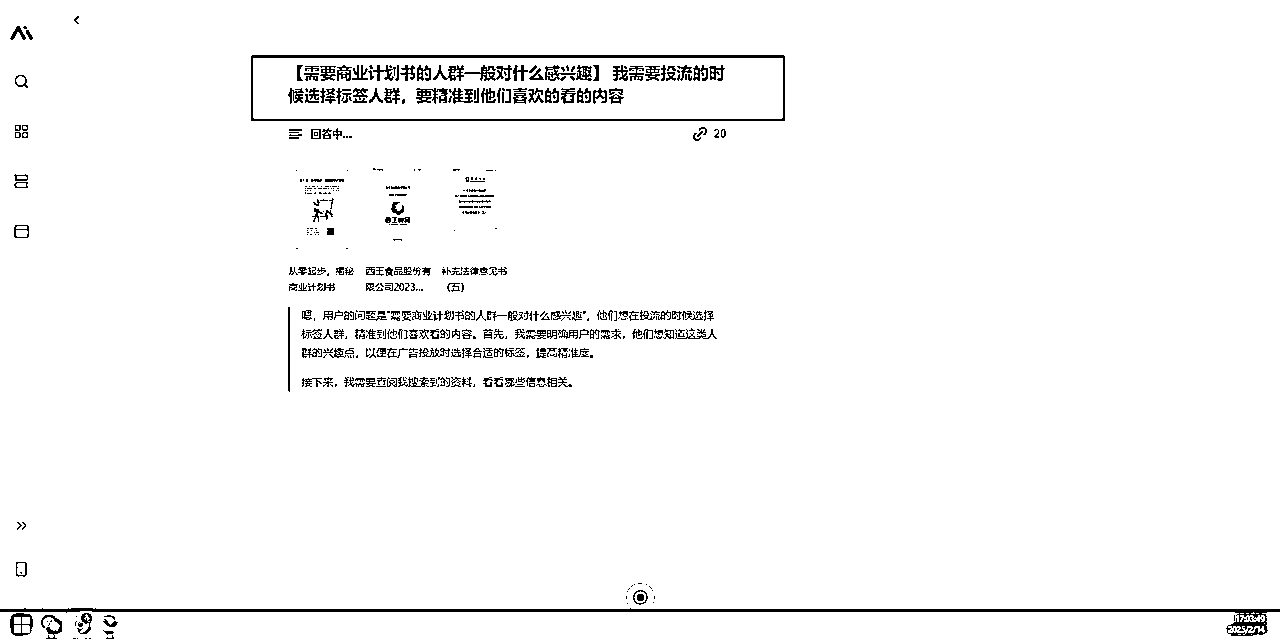 【需要商业计划书的人群一般对什么感兴趣】 我需要投流的时
候选择标签人群，要精准到他们喜欢的看的内容
回答中...
20
从零起步，揭秘
商业计划书
西王食品股份有
限公司2023...
补充法律意见书
（五）
嗯，用户的问题是"需要商业计划书的人群一般对什么感兴趣"，他们想在投流的时候选择
标签人群，精准到他们喜欢看的内容。首先，我需要明确用户的需求，他们想知道这类人
群的兴趣点，以便在广告投放时选择合适的标签，提高精准度。
接下来，我需要查阅我搜索到的资料，看看哪些信息相关。
17:03:49
2025/2/14